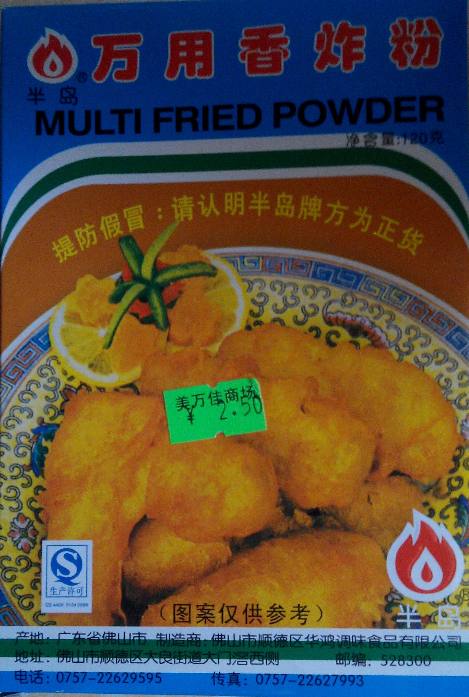 万用香炸粉
®
半岛
MULTI FRIED POWDER
净含量:120克
提防假冒:请认明半岛牌方为正货
美万佳商场
¥ 2.50
S
生产许可
(图案仅供参考)
半岛
产地: 广东省佛山市 制造商: 佛山市顺德区华鸿调味食品有限公司
地址: 佛山市顺德区大良街道大门滘西侧 邮编: 528300
电话: 0757-22629595 传真: 0757-22627993